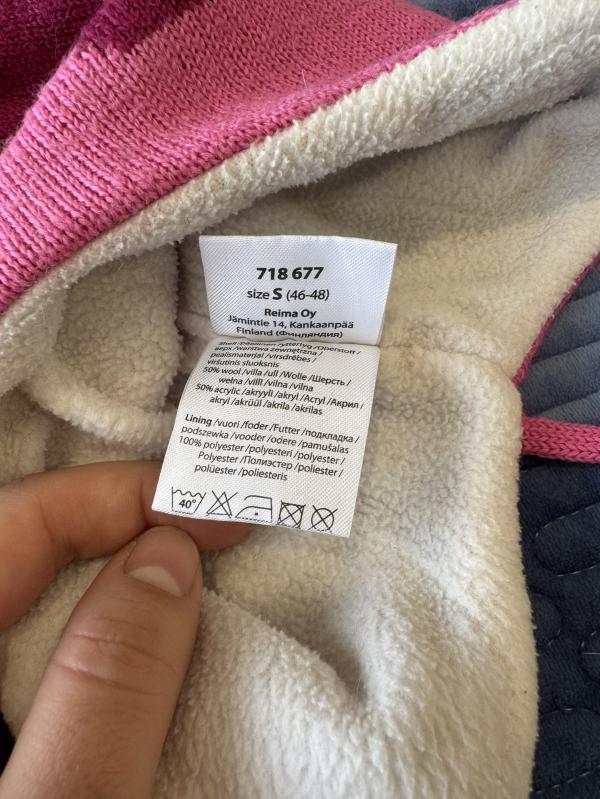 718 677
size S (46-48)
Reima Oy
Jämintie 14, Kankaanpää
Finland (Финляндия)
Shell/päällinen /yttertyg /Oberstoff /
верх /warstwa zewnętrzna /
pealismaterjal /virsdrēbes /
viršutinis sluoksnis
50% wool /villa /ull /Wolle /Шерсть /
wełna /vill /vilna /vilna
50% acrylic /akryyli /akryl /Acryl /Акрил /
akryl /akrüül /akrila /akrilas
Lining /vuori /foder /Futter /подкладка /
podszewka /vooder /odere /pamušalas
100% polyester /polyesteri /polyester /
Polyester /Полиэстер /poliester /
polüester /poliesteris
40°